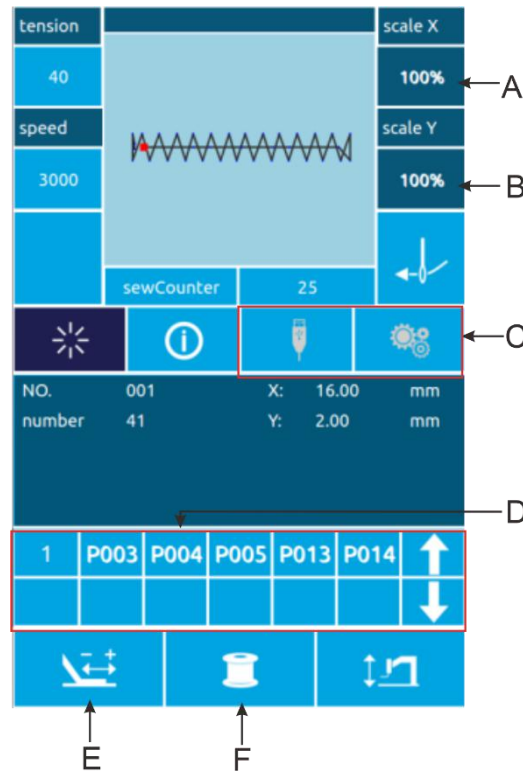 tension
scale X
40
100%
A
speed
scale Y
3000
100%
B
sewCounter 25
C
NO. 001 X: 16.00 mm
number 41 Y: 2.00 mm
D
1 P003 P004 P005 P013 P014
E
F